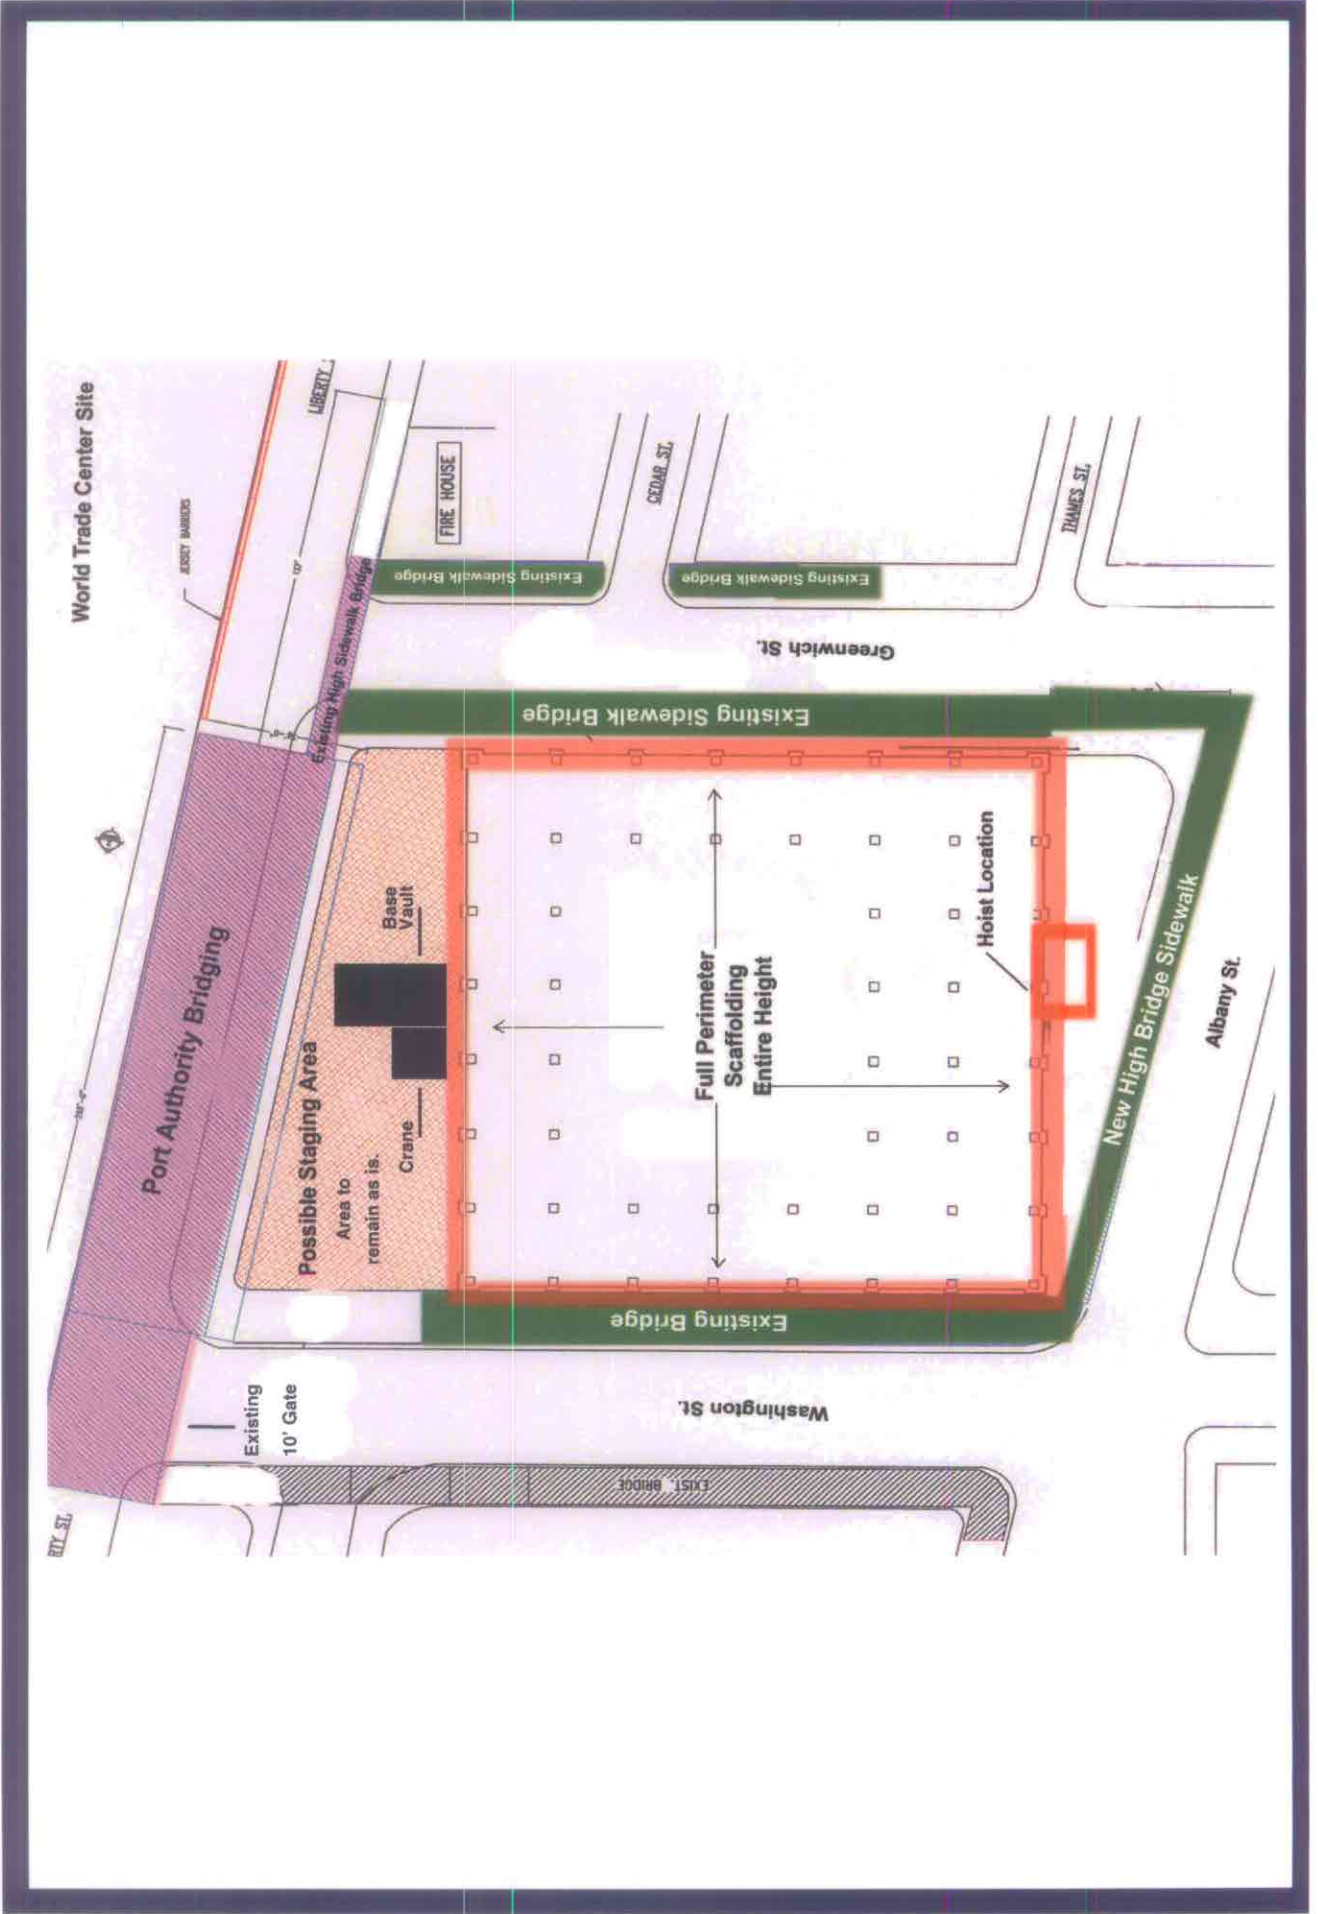 World Trade Center Site
JERSEY BARRIERS
LIBERTY
Port Authority Bridging
Existing High Sidewalk Bridge
FIRE HOUSE
CEDAR ST.
THAMES ST.
Existing Sidewalk Bridge
Existing Sidewalk Bridge
Greenwich St.
Existing Sidewalk Bridge
Possible Staging Area
Area to
remain as is.
Crane
Base
Vault
Full Perimeter
Scaffolding
Entire Height
Hoist Location
New High Bridge Sidewalk
Albany St.
Existing Bridge
Washington St.
Existing
10' Gate
EXIST. BRIDGE
RTY ST.